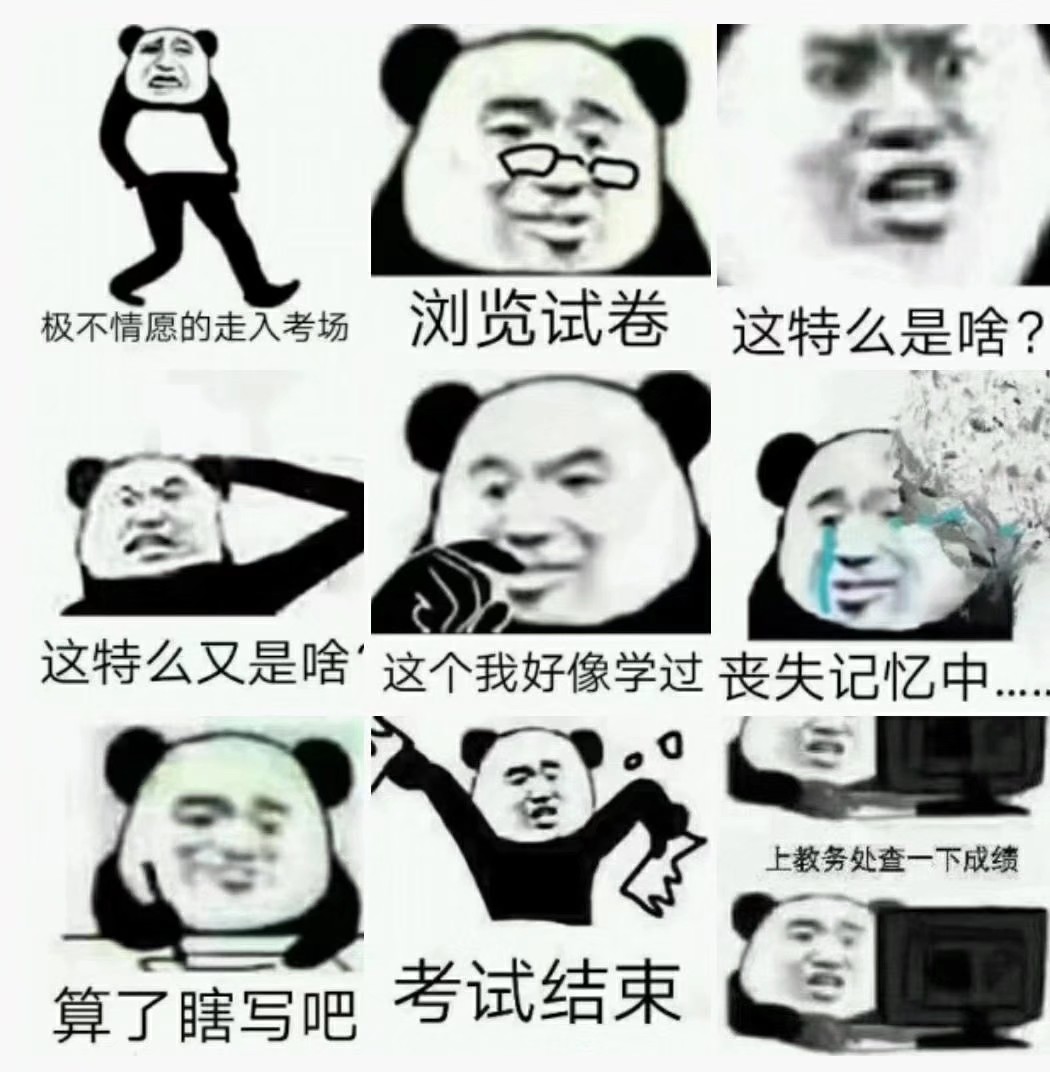 极不情愿的走入考场
浏览试卷
这特么是啥?
这特么又是啥?
这个我好像学过
丧失记忆中......
算了瞎写吧
考试结束
上教务处查一下成绩